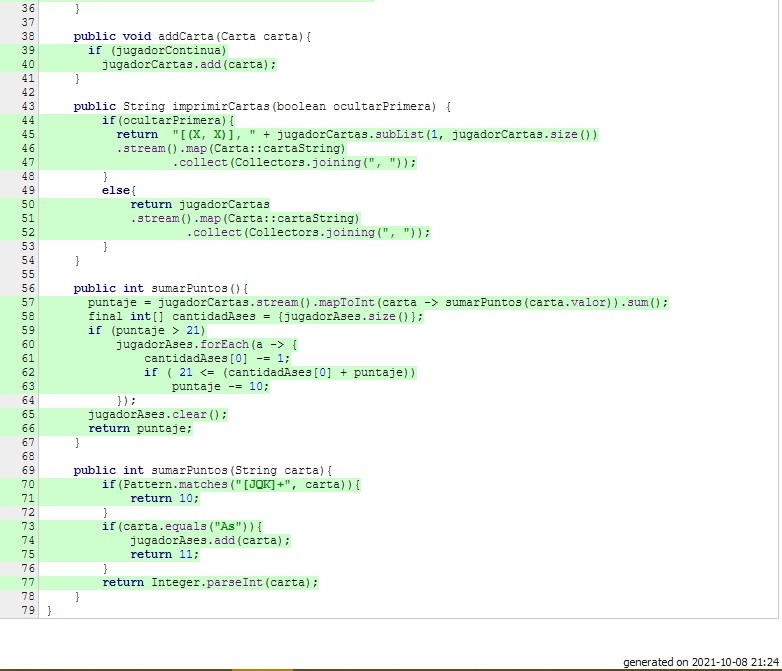 36 }
37
38 public void addCarta(Carta carta){
39 if (jugadorContinua)
40 jugadorCartas.add(carta);
41 }
42
43 public String imprimirCartas(boolean ocultarPrimera) {
44 if(ocultarPrimera){
45 return "[(X, X)], " + jugadorCartas.subList(1, jugadorCartas.size())
46 .stream().map(Carta::cartaString)
47 .collect(Collectors.joining(", "));
48 }
49 else{
50 return jugadorCartas
51 .stream().map(Carta::cartaString)
52 .collect(Collectors.joining(", "));
53 }
54 }
55
56 public int sumarPuntos(){
57 puntaje = jugadorCartas.stream().mapToInt(carta -> sumarPuntos(carta.valor)).sum();
58 final int[] cantidadAses = {jugadorAses.size()};
59 if (puntaje > 21)
60 jugadorAses.forEach(a -> {
61 cantidadAses[0] -= 1;
62 if ( 21 <= (cantidadAses[0] + puntaje))
63 puntaje -= 10;
64 });
65 jugadorAses.clear();
66 return puntaje;
67 }
68
69 public int sumarPuntos(String carta){
70 if(Pattern.matches("[JQK]+", carta)){
71 return 10;
72 }
73 if(carta.equals("As")){
74 jugadorAses.add(carta);
75 return 11;
76 }
77 return Integer.parseInt(carta);
78 }
79 }
generated on 2021-10-08 21:24